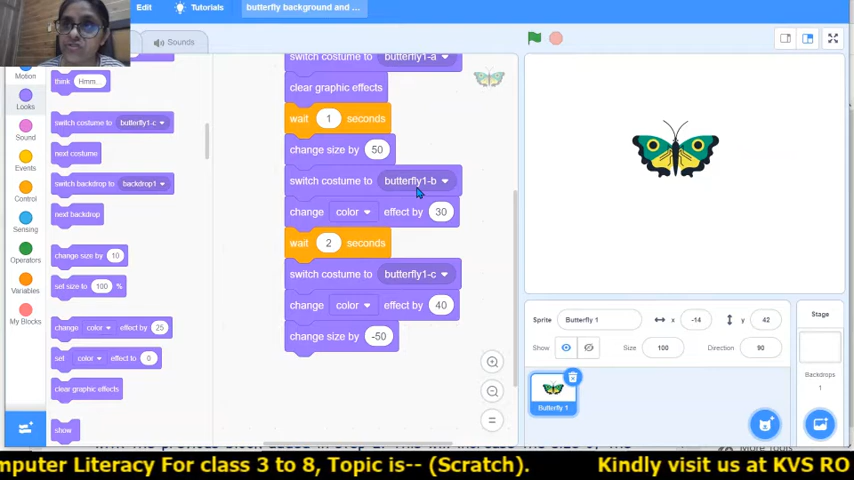 Edit
Tutorials
butterfly background and ...
Sounds
Motion
Looks
Sound
Events
Control
Sensing
Operators
Variables
My Blocks
think Hmm...
switch costume to butterfly1-c
next costume
switch backdrop to backdrop1
next backdrop
change size by 10
set size to 100 %
change color effect by 25
set color effect to 0
clear graphic effects
show
switch costume to butterfly1-a
clear graphic effects
wait 1 seconds
change size by 50
switch costume to butterfly1-b
change color effect by 30
wait 2 seconds
switch costume to butterfly1-c
change color effect by 40
change size by -50
Sprite Butterfly 1 x -14 y 42
Show Size 100 Direction 90
Butterfly 1
Stage
Backdrops
1
More Tools
mputer Literacy For class 3 to 8, Topic is-- (Scratch). Kindly visit us at KVS RO